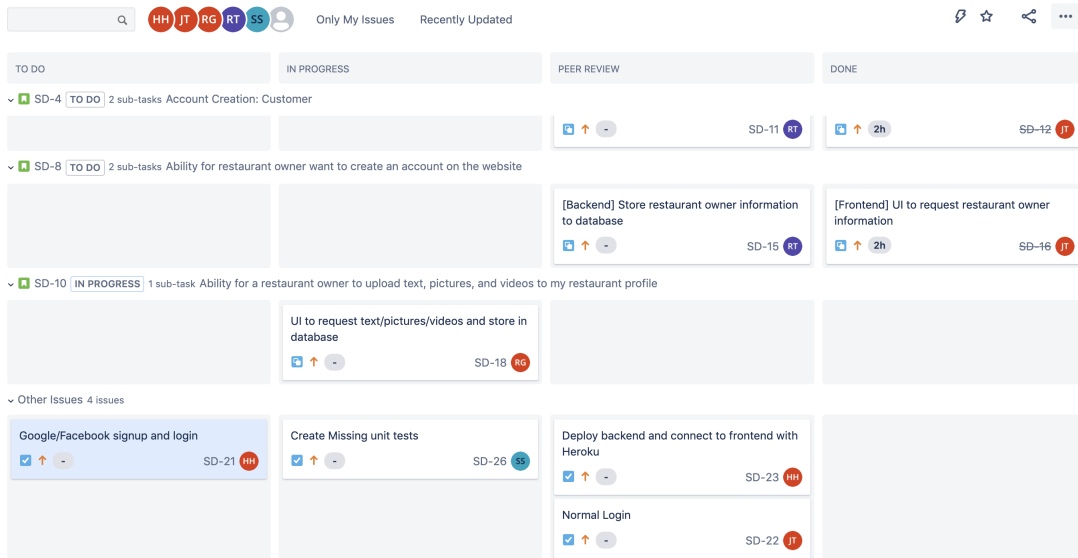 HH JT RG RT SS Only My Issues Recently Updated
TO DO IN PROGRESS PEER REVIEW DONE
SD-4 TO DO 2 sub-tasks Account Creation: Customer
- SD-11 RT 2h SD-12 JT
SD-8 TO DO 2 sub-tasks Ability for restaurant owner want to create an account on the website
[Backend] Store restaurant owner information
to database
- SD-15 RT
[Frontend] UI to request restaurant owner
information
2h SD-16 JT
SD-10 IN PROGRESS 1 sub-task Ability for a restaurant owner to upload text, pictures, and videos to my restaurant profile
UI to request text/pictures/videos and store in
database
- SD-18 RG
Other Issues 4 issues
Google/Facebook signup and login
- SD-21 HH
Create Missing unit tests
- SD-26 SS
Deploy backend and connect to frontend with
Heroku
- SD-23 HH
Normal Login
- SD-22 JT